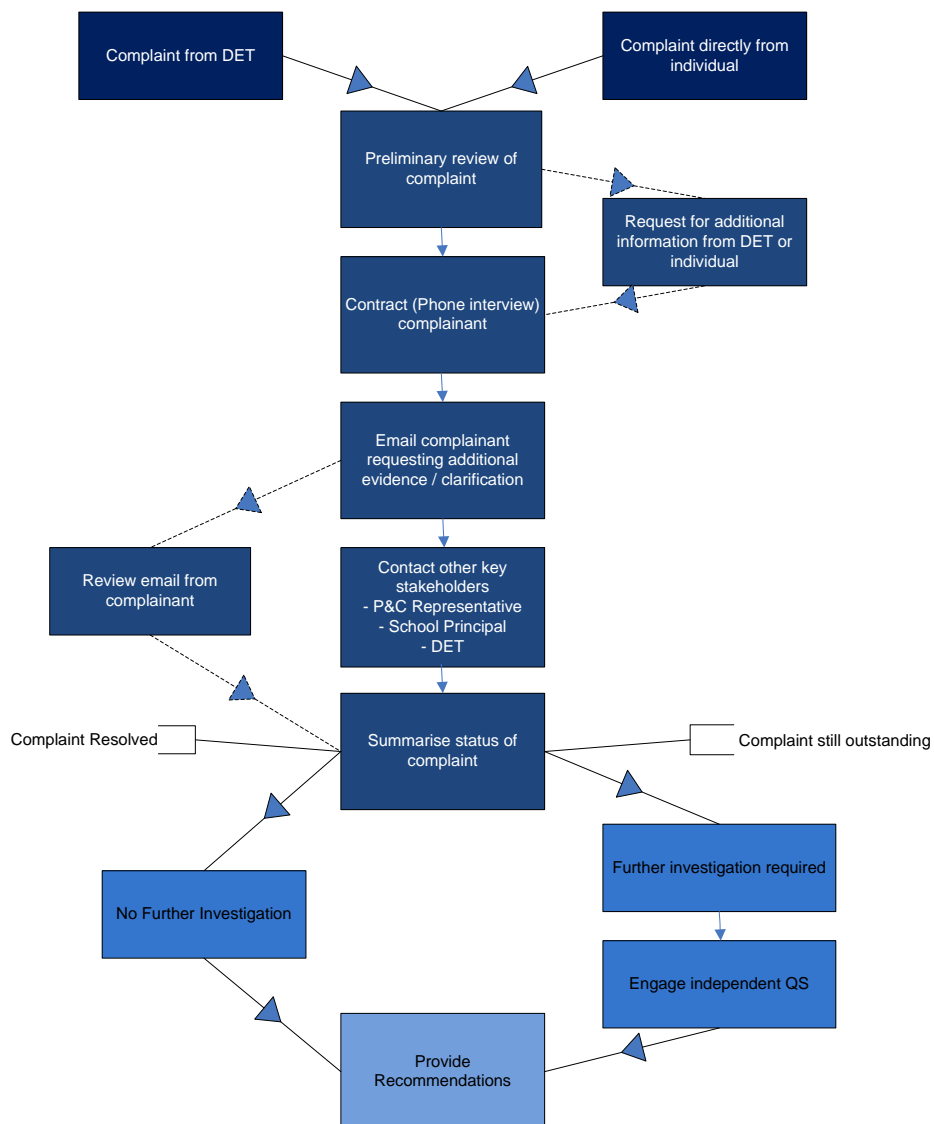 Complaint from DET
Complaint directly from
individual
Preliminary review of
complaint
Request for additional
information from DET or
individual
Contract (Phone interview)
complainant
Email complainant
requesting additional
evidence / clarification
Review email from
complainant
Contact other key
stakeholders
- P&C Representative
- School Principal
- DET
Complaint Resolved
Summarise status of
complaint
Complaint still outstanding
Further investigation required
No Further Investigation
Engage independent QS
Provide
Recommendations